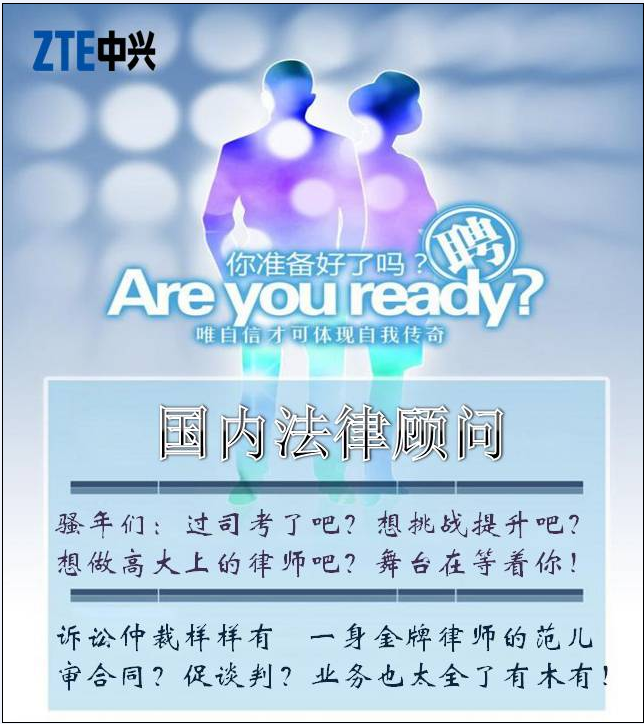 ZTE中兴
你准备好了吗？
聘
Are you ready?
唯自信才可体现自我传奇
国内法律顾问
骚年们：过司考了吧？想挑战提升吧？
想做高大上的律师吧？舞台在等着你！
诉讼仲裁样样有 一身金牌律师的范儿
审合同？促谈判？业务也太全了有木有！